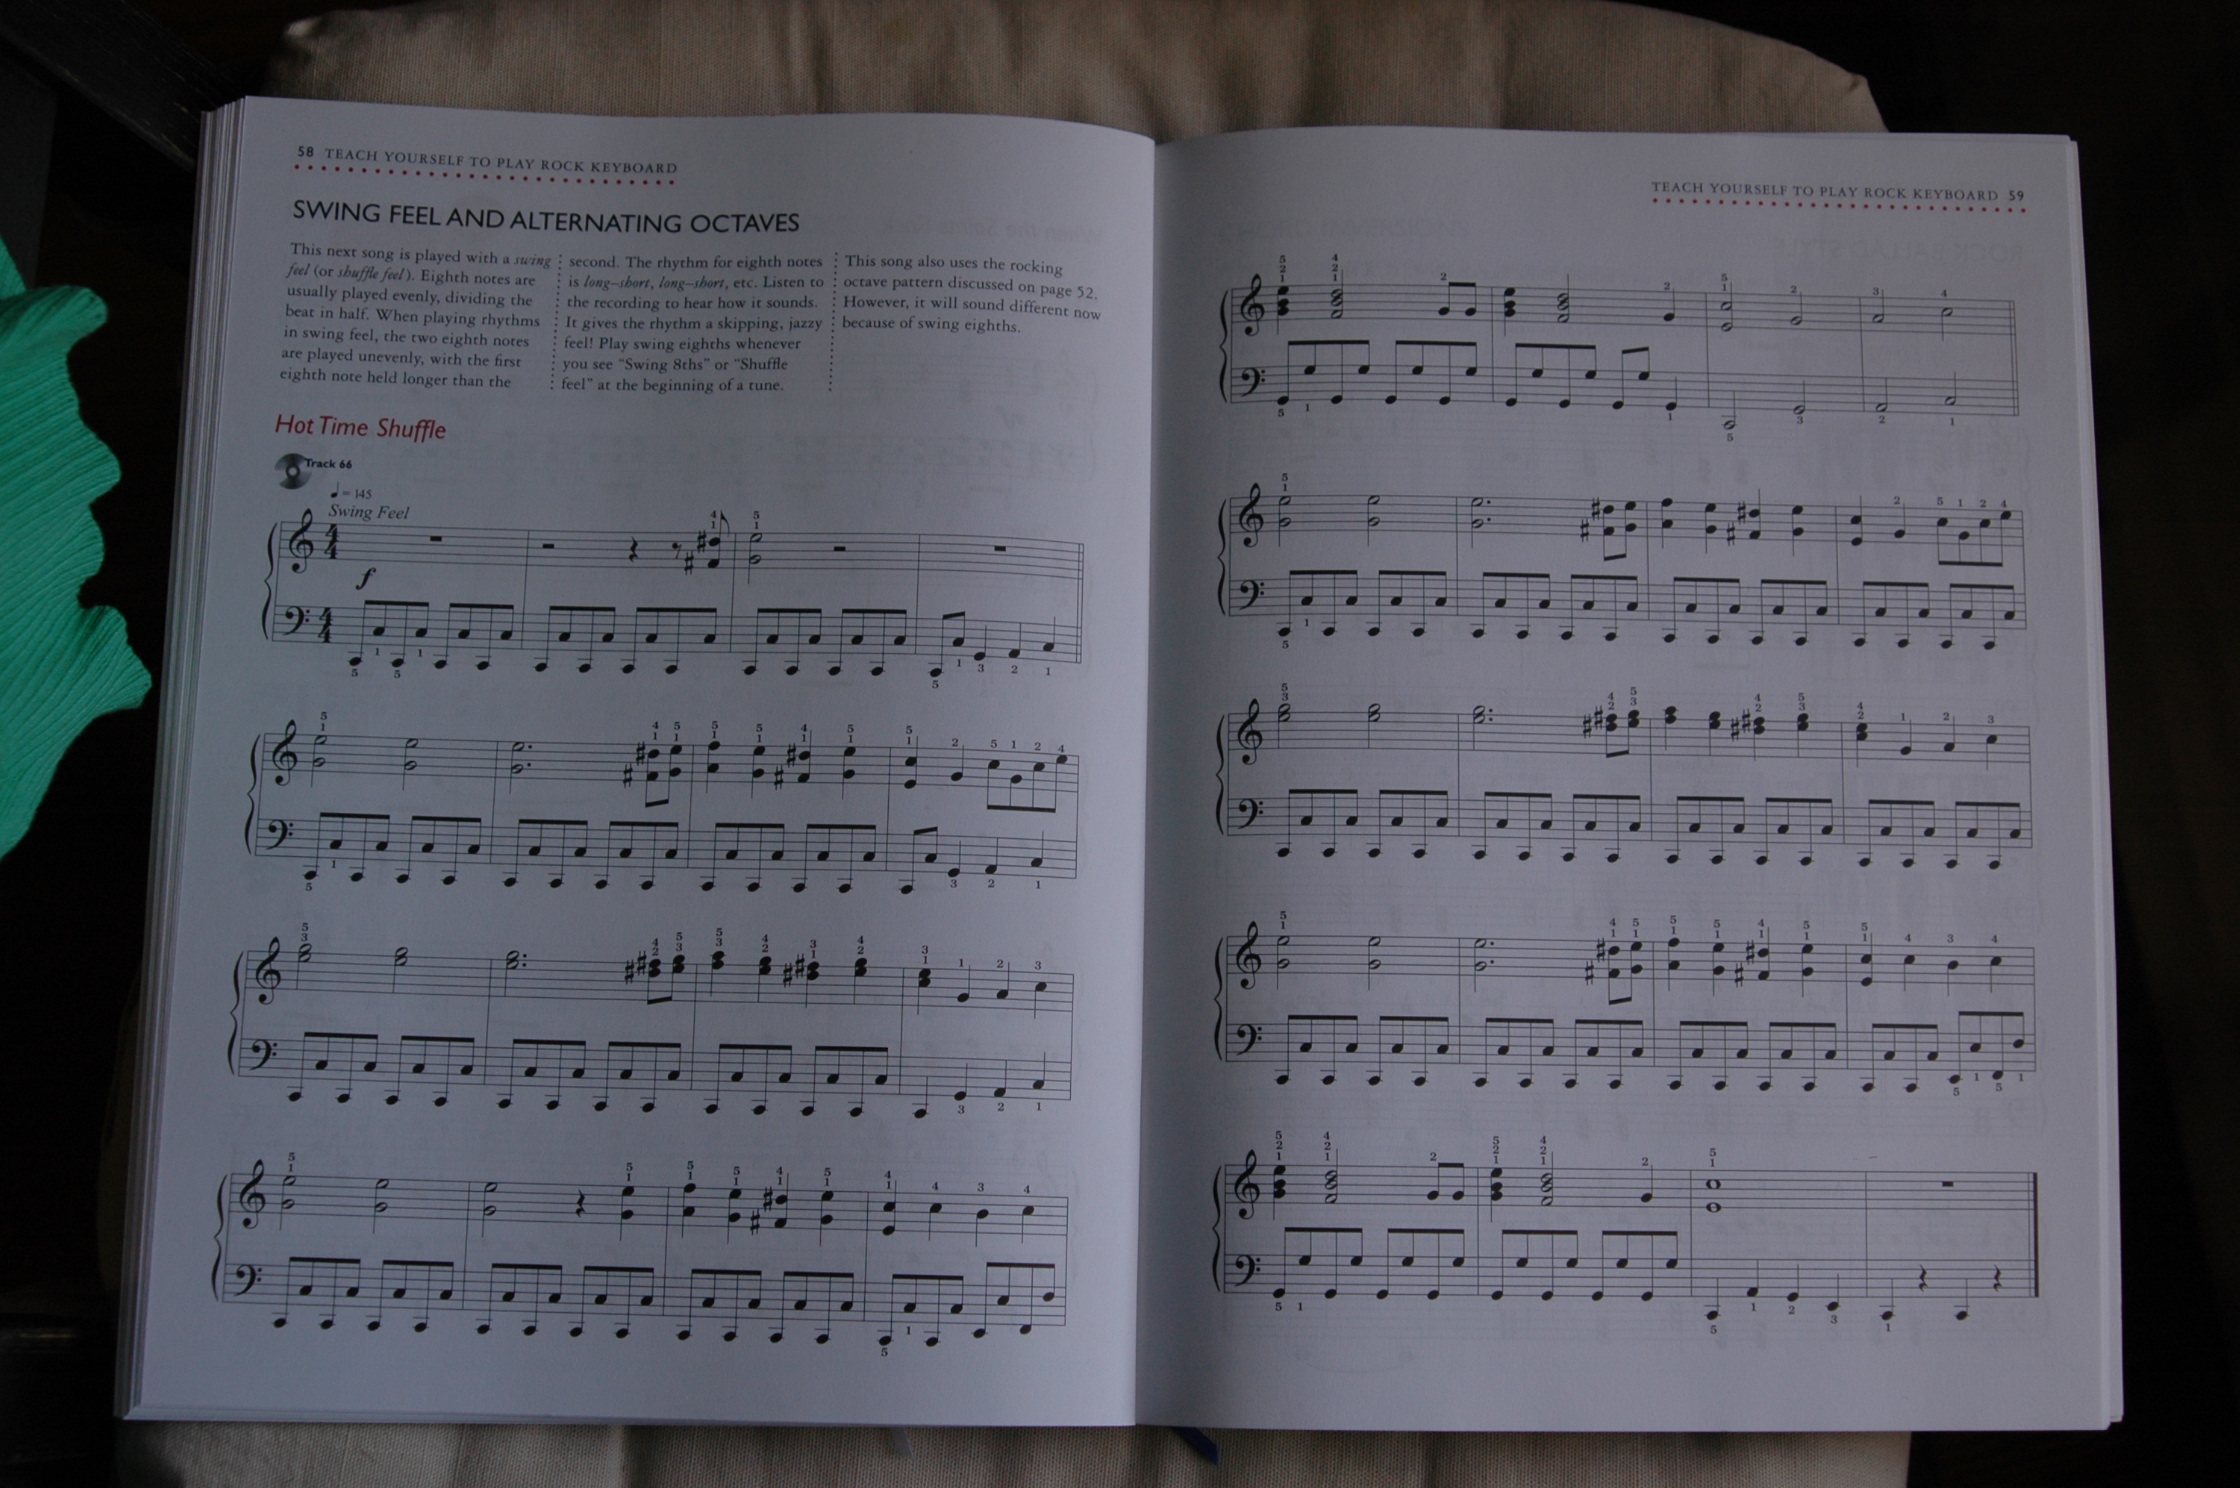 58 TEACH YOURSELF TO PLAY ROCK KEYBOARD
SWING FEEL AND ALTERNATING OCTAVES
This next song is played with a swing
feel (or shuffle feel). Eighth notes are
usually played evenly, dividing the
beat in half. When playing rhythms
in swing feel, the two eighth notes
are played unevenly, with the first
eighth note held longer than the
second. The rhythm for eighth notes
is long–short, long–short, etc. Listen to
the recording to hear how it sounds.
It gives the rhythm a skipping, jazzy
feel! Play swing eighths whenever
you see “Swing 8ths” or “Shuffle
feel” at the beginning of a tune.
This song also uses the rocking
octave pattern discussed on page 52.
However, it will sound different now
because of swing eighths.
Hot Time Shuffle
Track 66
♩ = 145
Swing Feel
f
TEACH YOURSELF TO PLAY ROCK KEYBOARD 59